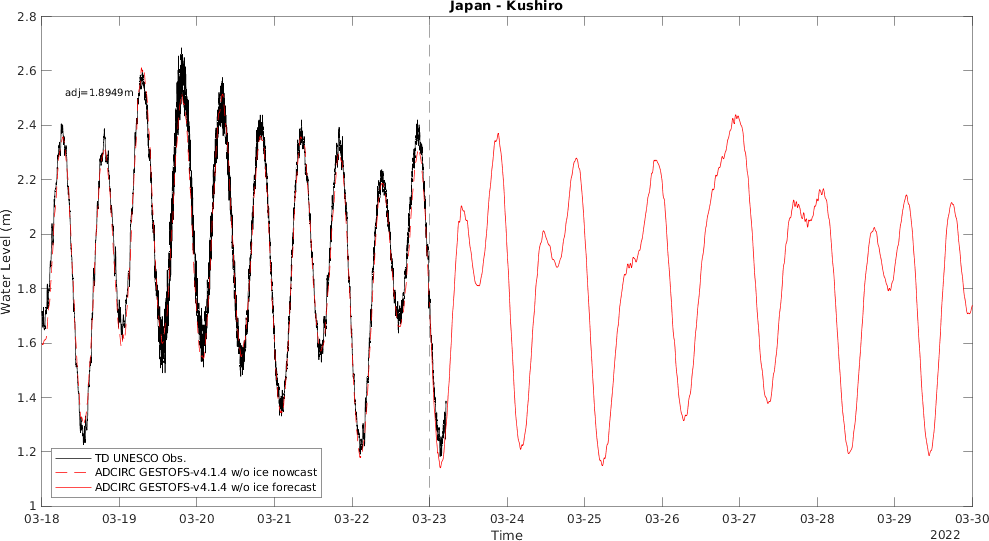 Japan - Kushiro
2.8
2.6
2.4
2.2
2
1.8
1.6
1.4
1.2
1
Water Level (m)
adj=1.8949m
TD UNESCO Obs.
ADCIRC GESTOFS-v4.1.4 w/o ice nowcast
ADCIRC GESTOFS-v4.1.4 w/o ice forecast
03-18 03-19 03-20 03-21 03-22 03-23 03-24 03-25 03-26 03-27 03-28 03-29 03-30
Time
2022